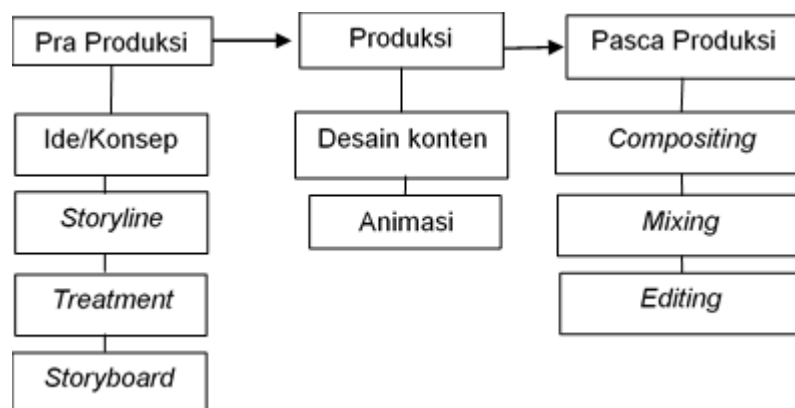 Pra Produksi
Ide/Konsep
Storyline
Treatment
Storyboard
Produksi
Desain konten
Animasi
Pasca Produksi
Compositing
Mixing
Editing